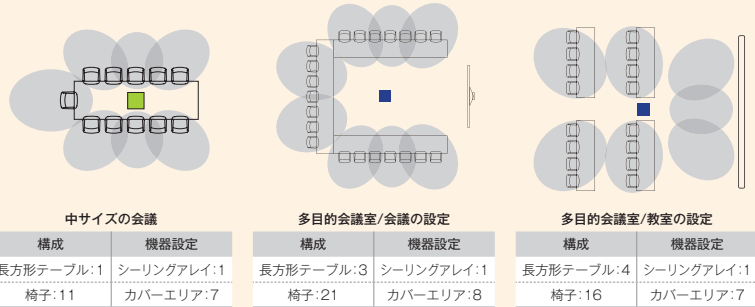 中サイズの会議
構成 機器設定
長方形テーブル:1 シーリングアレイ:1
椅子:11 カバーエリア:7
多目的会議室/会議の設定
構成 機器設定
長方形テーブル:3 シーリングアレイ:1
椅子:21 カバーエリア:8
多目的会議室/教室の設定
構成 機器設定
長方形テーブル:4 シーリングアレイ:1
椅子:16 カバーエリア:7